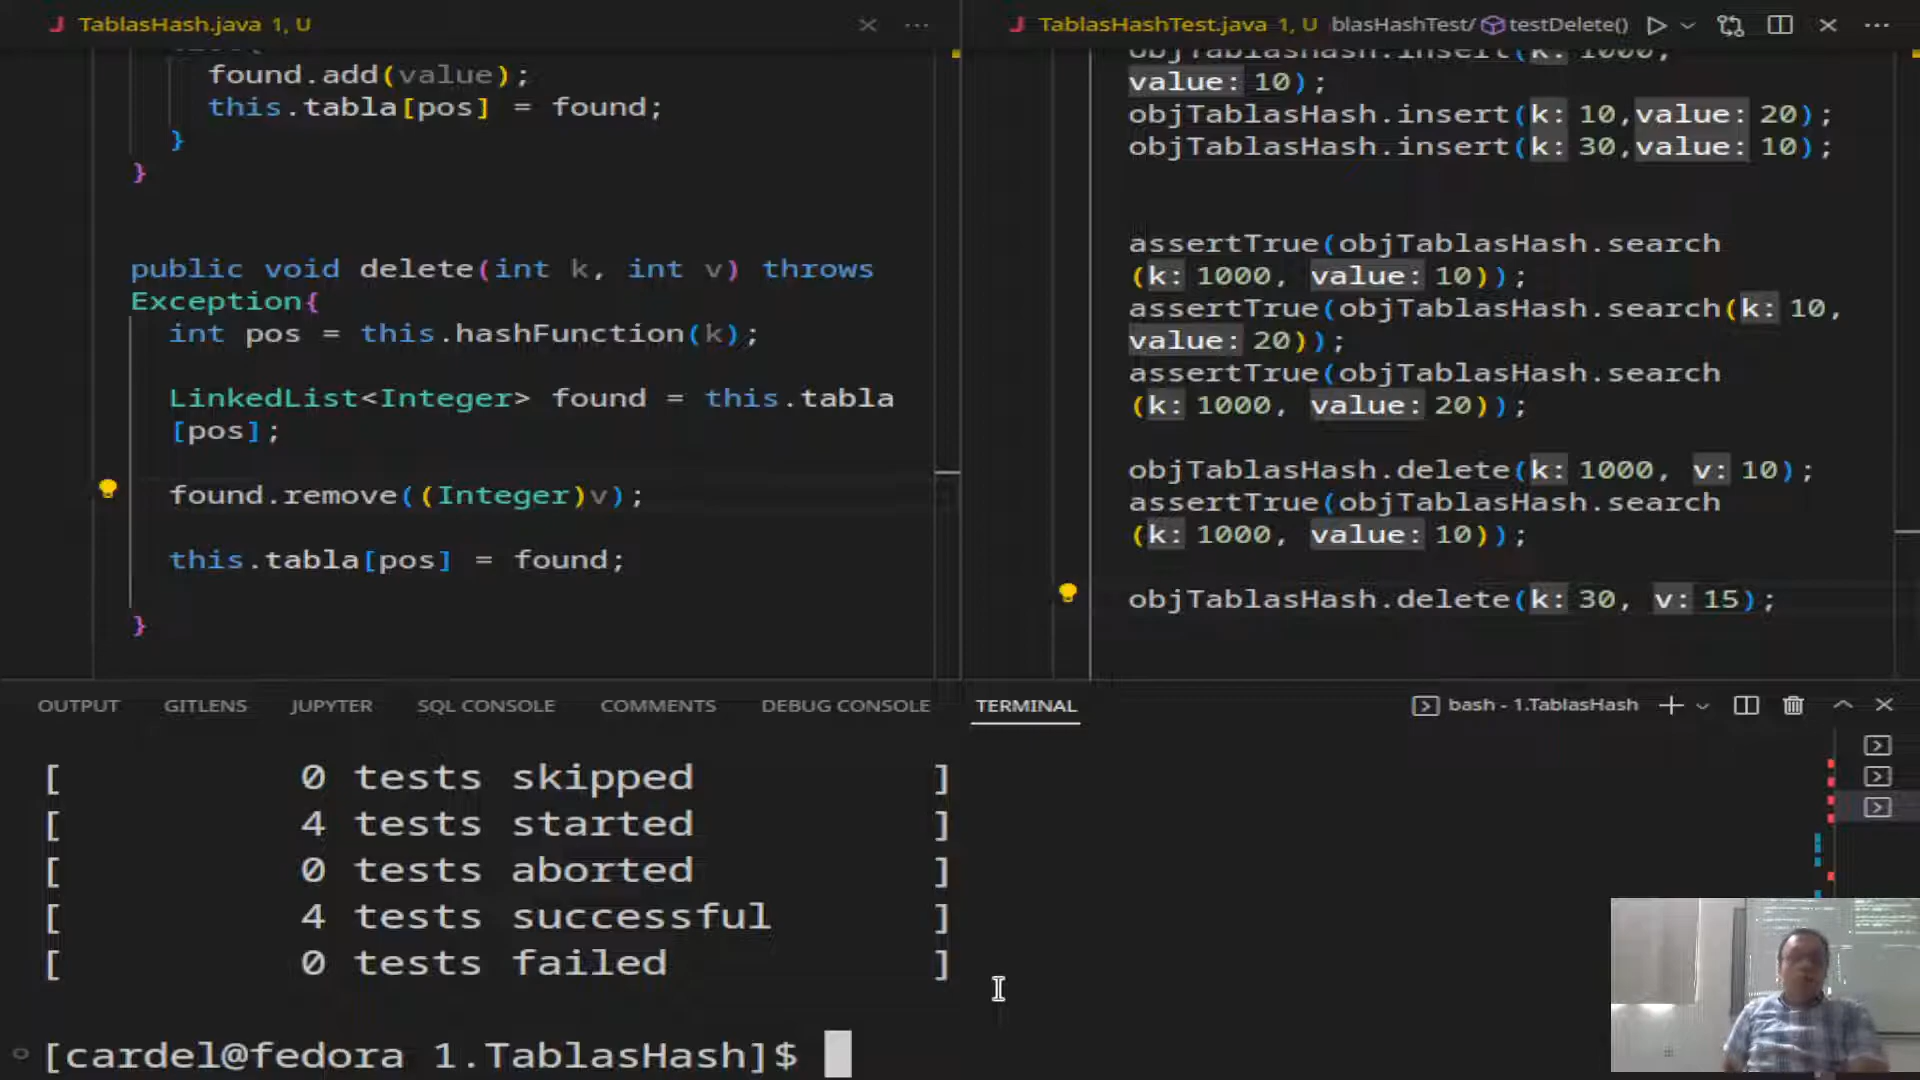 TablasHash.java 1, U
found.add(value);
this.tabla[pos] = found;
}
}
public void delete(int k, int v) throws
Exception{
int pos = this.hashFunction(k);
LinkedList<Integer> found = this.tabla
[pos];
found.remove((Integer)v);
this.tabla[pos] = found;
}
TablasHashTest.java 1, U blasHashTest/ testDelete()
objTablasHash.insert(k: 1000,
value: 10);
objTablasHash.insert(k: 10,value: 20);
objTablasHash.insert(k: 30,value: 10);
assertTrue(objTablasHash.search
(k: 1000, value: 10));
assertTrue(objTablasHash.search(k: 10,
value: 20));
assertTrue(objTablasHash.search
(k: 1000, value: 20));
objTablasHash.delete(k: 1000, v: 10);
assertTrue(objTablasHash.search
(k: 1000, value: 10));
objTablasHash.delete(k: 30, v: 15);
OUTPUT GITLENS JUPYTER SQL CONSOLE COMMENTS DEBUG CONSOLE TERMINAL bash - 1.TablasHash
[ 0 tests skipped ]
[ 4 tests started ]
[ 0 tests aborted ]
[ 4 tests successful ]
[ 0 tests failed ]
[cardel@fedora 1.TablasHash]$